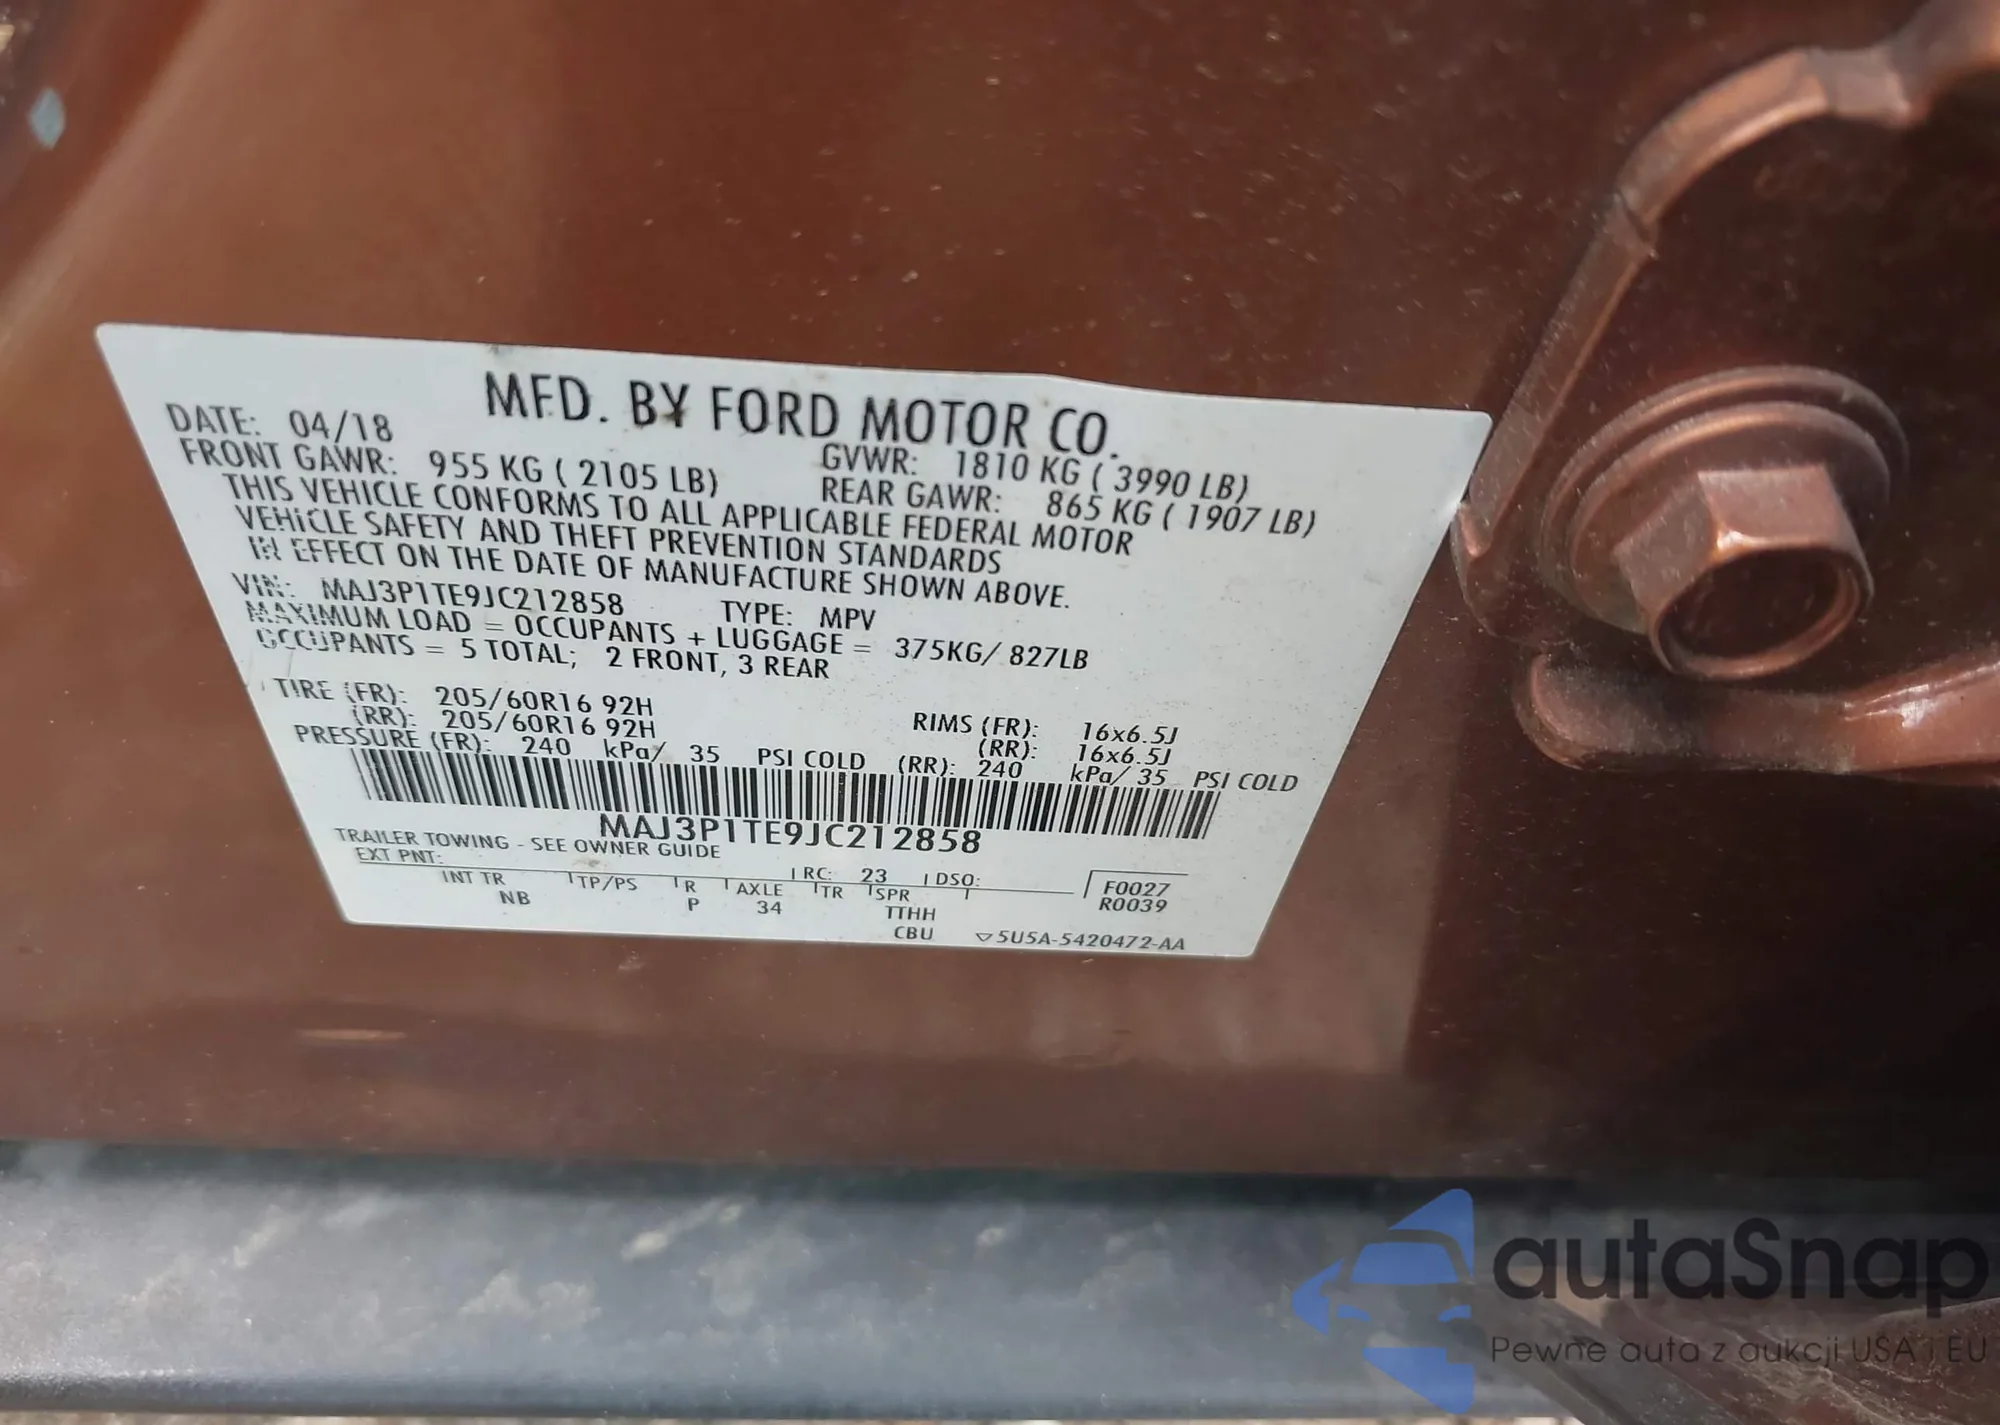 MFD. BY FORD MOTOR CO.
DATE: 04/18
GVWR: 1810 KG ( 3990 LB)
FRONT GAWR: 955 KG ( 2105 LB)
REAR GAWR: 865 KG ( 1907 LB)
THIS VEHICLE CONFORMS TO ALL APPLICABLE FEDERAL MOTOR
VEHICLE SAFETY AND THEFT PREVENTION STANDARDS
IN EFFECT ON THE DATE OF MANUFACTURE SHOWN ABOVE.
VIN: MAJ3P1TE9JC212858 TYPE: MPV
MAXIMUM LOAD = OCCUPANTS + LUGGAGE = 375KG/ 827LB
OCCUPANTS = 5 TOTAL; 2 FRONT, 3 REAR
TIRE (FR): 205/60R16 92H RIMS (FR): 16x6.5J
(RR): 205/60R16 92H (RR): 16x6.5J
PRESSURE (FR): 240 kPa/ 35 PSI COLD (RR): 240 kPa/ 35 PSI COLD
MAJ3P1TE9JC212858
TRAILER TOWING - SEE OWNER GUIDE
EXT PNT: RC: 23 DSO: F0027
INT TR TP/PS R AXLE TR SPR R0039
NB P 34 TTHH
CBU 5U5A-5420472-AA
autaSnap
Pewne auta z aukcji USA i EU